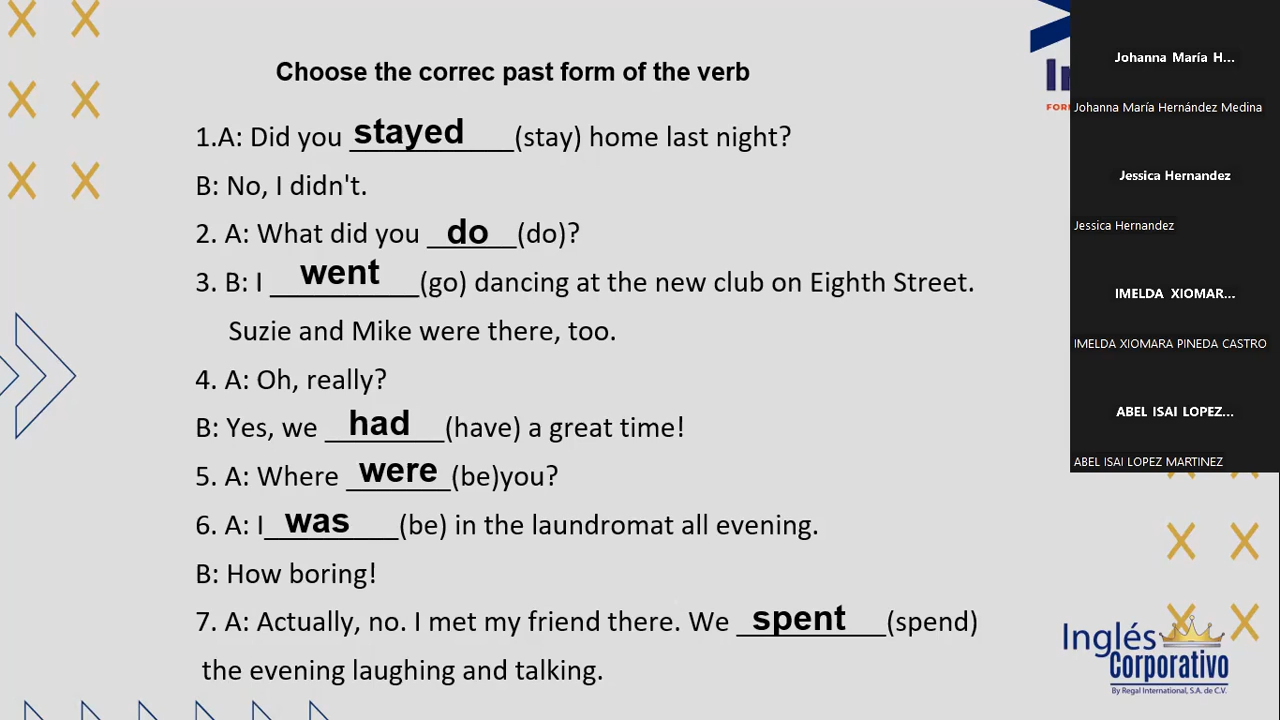 Choose the correc past form of the verb
1.A: Did you stayed (stay) home last night?
B: No, I didn't.
2. A: What did you do (do)?
3. B: I went (go) dancing at the new club on Eighth Street.
Suzie and Mike were there, too.
4. A: Oh, really?
B: Yes, we had (have) a great time!
5. A: Where were (be)you?
6. A: I was (be) in the laundromat all evening.
B: How boring!
7. A: Actually, no. I met my friend there. We spent (spend)
the evening laughing and talking.
Johanna María H...
Johanna María Hernández Medina
Jessica Hernandez
Jessica Hernandez
IMELDA XIOMAR...
IMELDA XIOMARA PINEDA CASTRO
ABEL ISAI LOPEZ...
ABEL ISAI LOPEZ MARTINEZ
Inglés
Corporativo
By Regal International, S.A. de C.V.